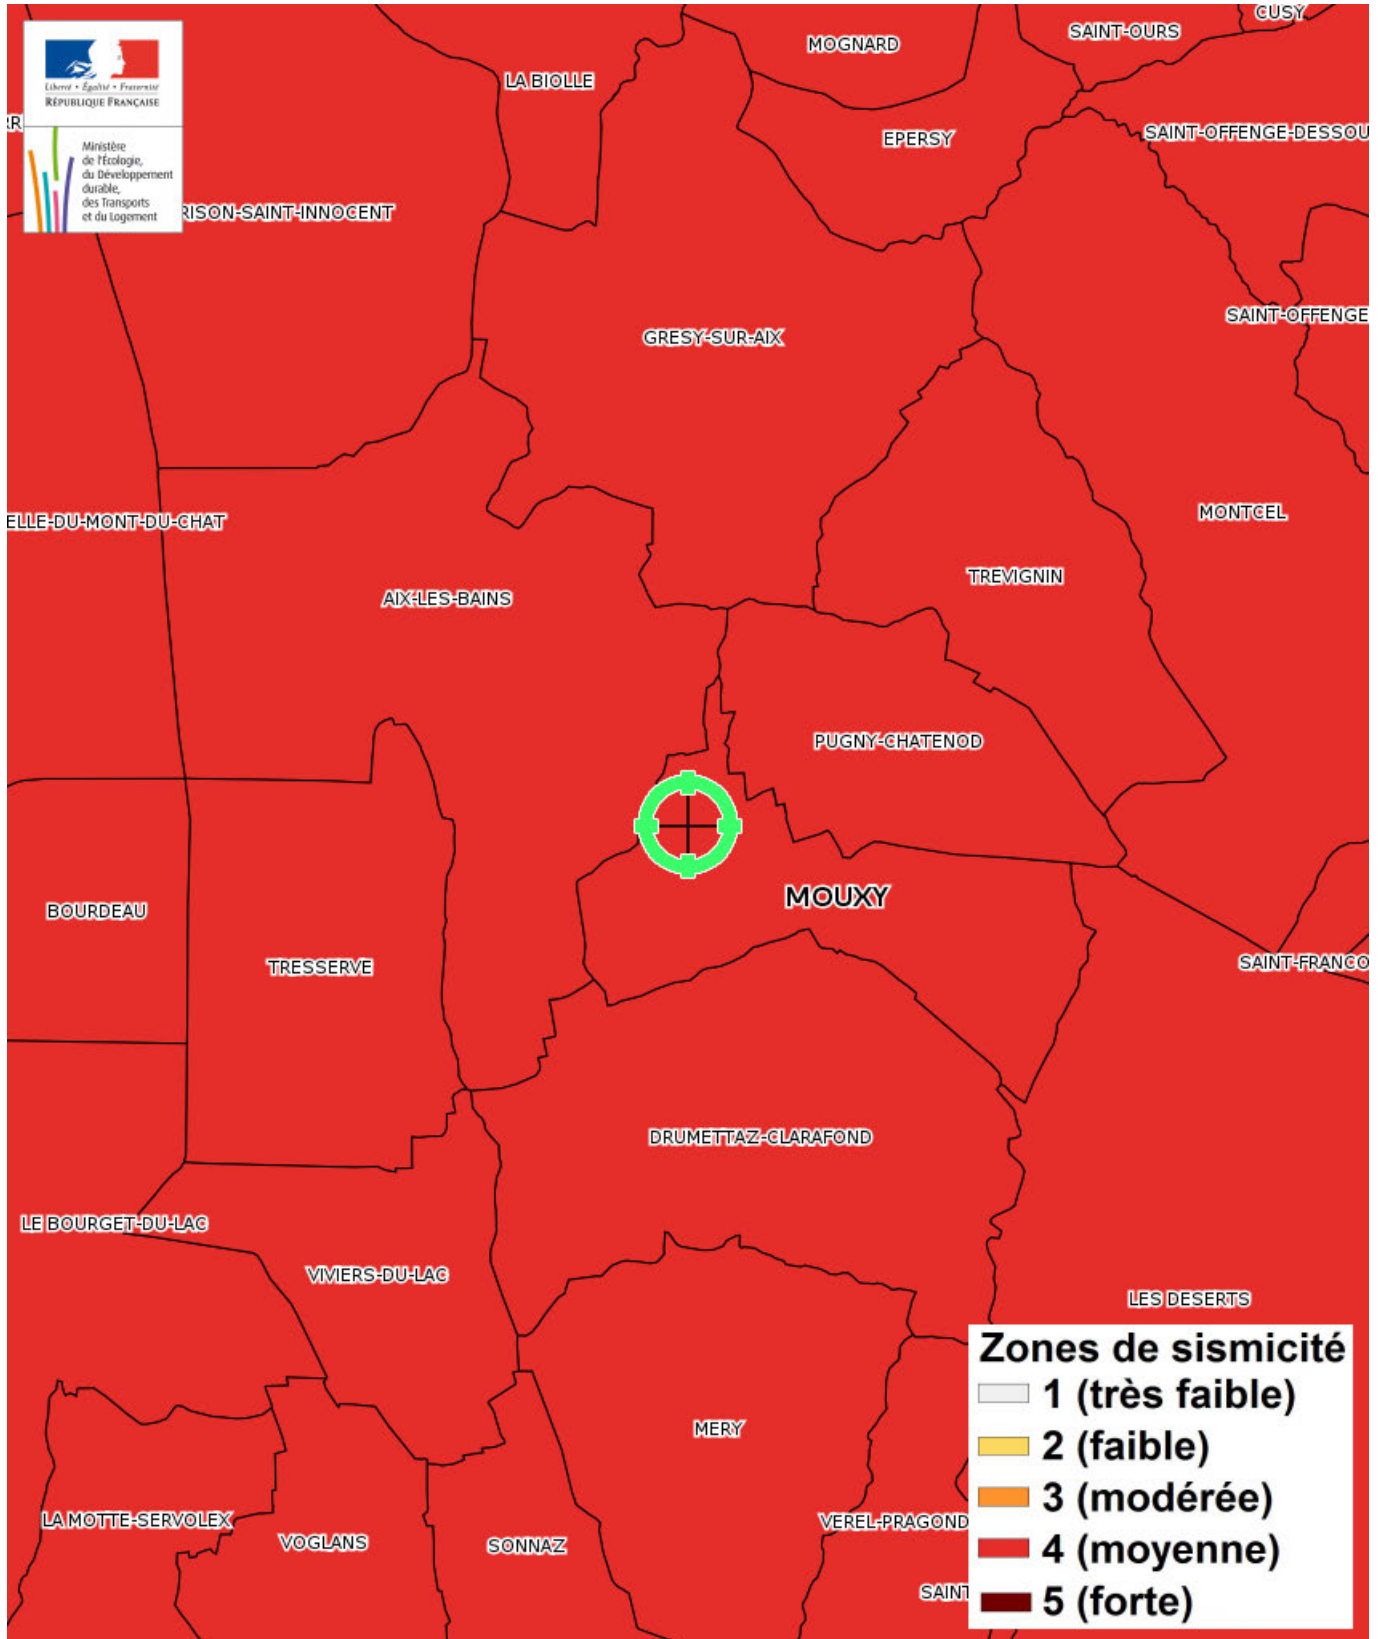 Liberté • Égalité • Fraternité
RÉPUBLIQUE FRANÇAISE
Ministère
de l'Écologie,
du Développement
durable,
des Transports
et du Logement
CUSY
SAINT-OURS
MOGNARD
LA BIOLLE
RR
EPERSY
SAINT-OFFENGE-DESSOU
RISON-SAINT-INNOCENT
SAINT-OFFENGE
GRESY-SUR-AIX
MONTCEL
ELLE-DU-MONT-DU-CHAT
TREVIGNIN
AIX-LES-BAINS
PUGNY-CHATENOD
MOUXY
BOURDEAU
TRESSERVE
SAINT-FRANCO
DRUMETTAZ-CLARAFOND
LE BOURGET-DU-LAC
VIVIERS-DU-LAC
LES DESERTS
MERY
LA MOTTE-SERVOLEX
VOGLANS
SONNAZ
VEREL-PRAGOND
SAINT
Zones de sismicité
1 (très faible)
2 (faible)
3 (modérée)
4 (moyenne)
5 (forte)